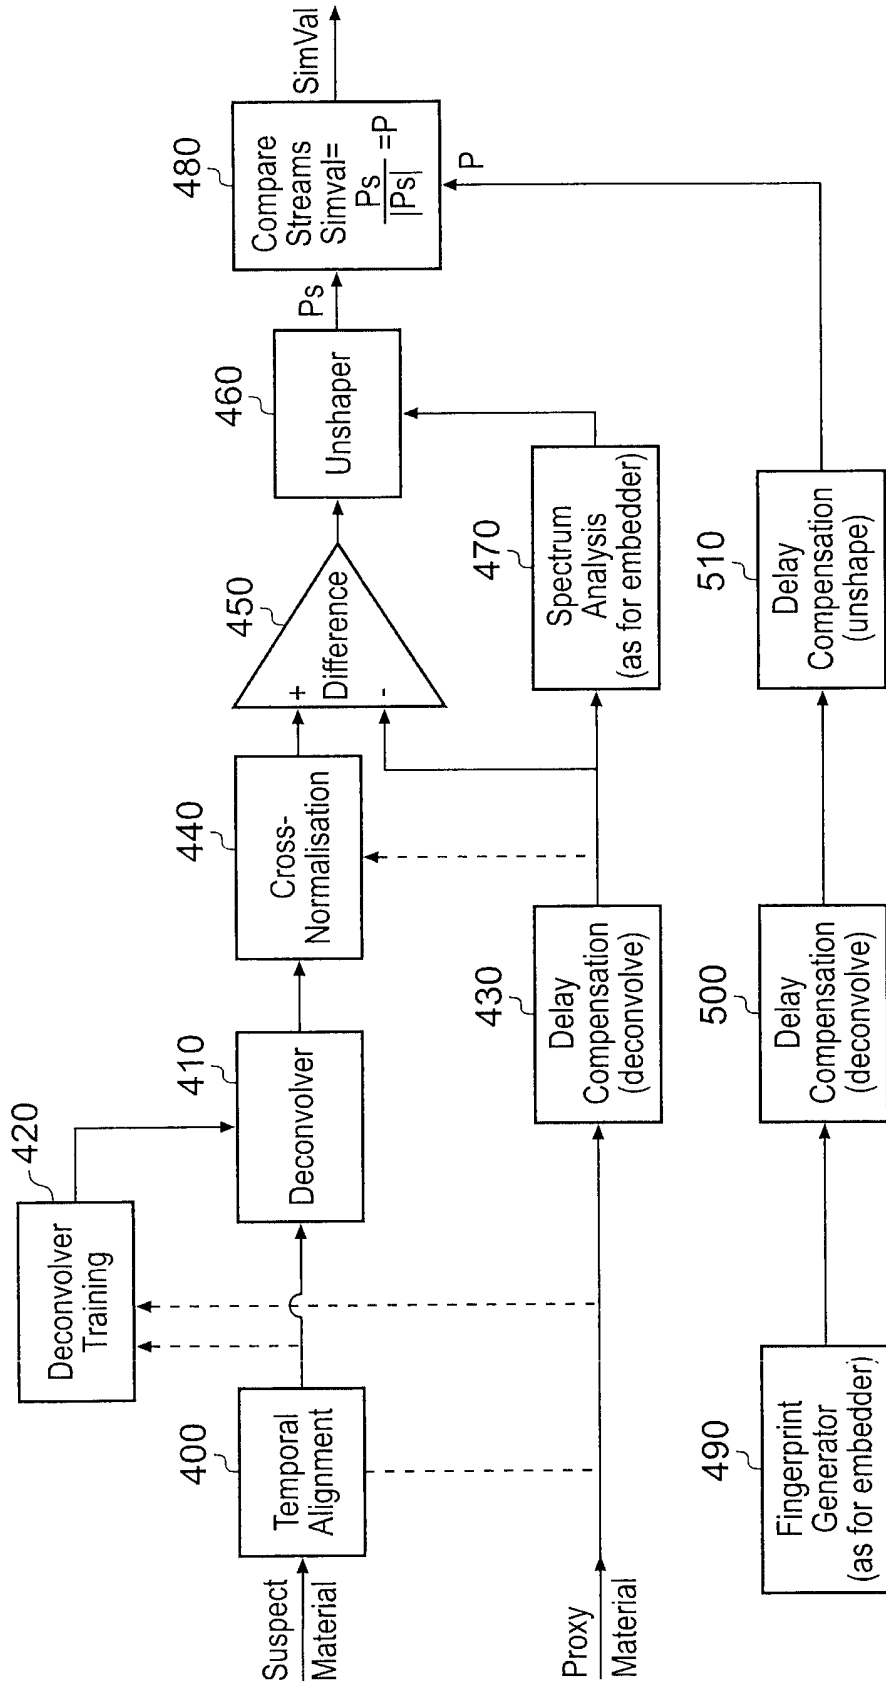 Suspect
Material
400
Temporal
Alignment
420
Deconvolver
Training
410
Deconvolver
440
Cross-
Normalisation
450
+
Difference
-
460
Unshaper
Ps
480
Compare
Streams
Simval=
Ps
|Ps|
=P
SimVal
P
Proxy
Material
430
Delay
Compensation
(deconvolve)
470
Spectrum
Analysis
(as for embedder)
490
Fingerprint
Generator
(as for embedder)
500
Delay
Compensation
(deconvolve)
510
Delay
Compensation
(unshape)